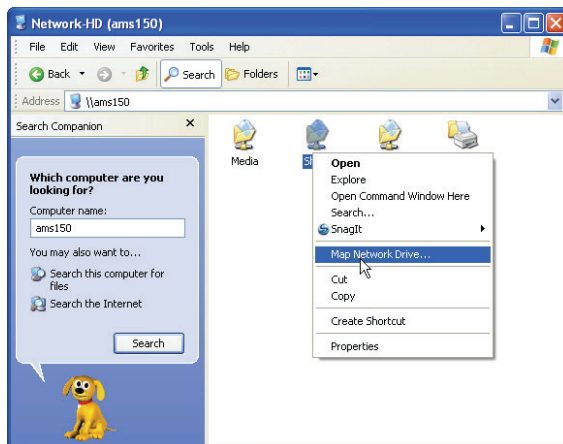 Network-HD (ams150)
File Edit View Favorites Tools Help
Back Search Folders
Address \\ams150
Search Companion
Which computer are you
looking for?
Computer name:
ams150
You may also want to...
Search this computer for
files
Search the Internet
Search
Media
Open
Explore
Open Command Window Here
Search...
SnagIt
Map Network Drive...
Cut
Copy
Create Shortcut
Properties